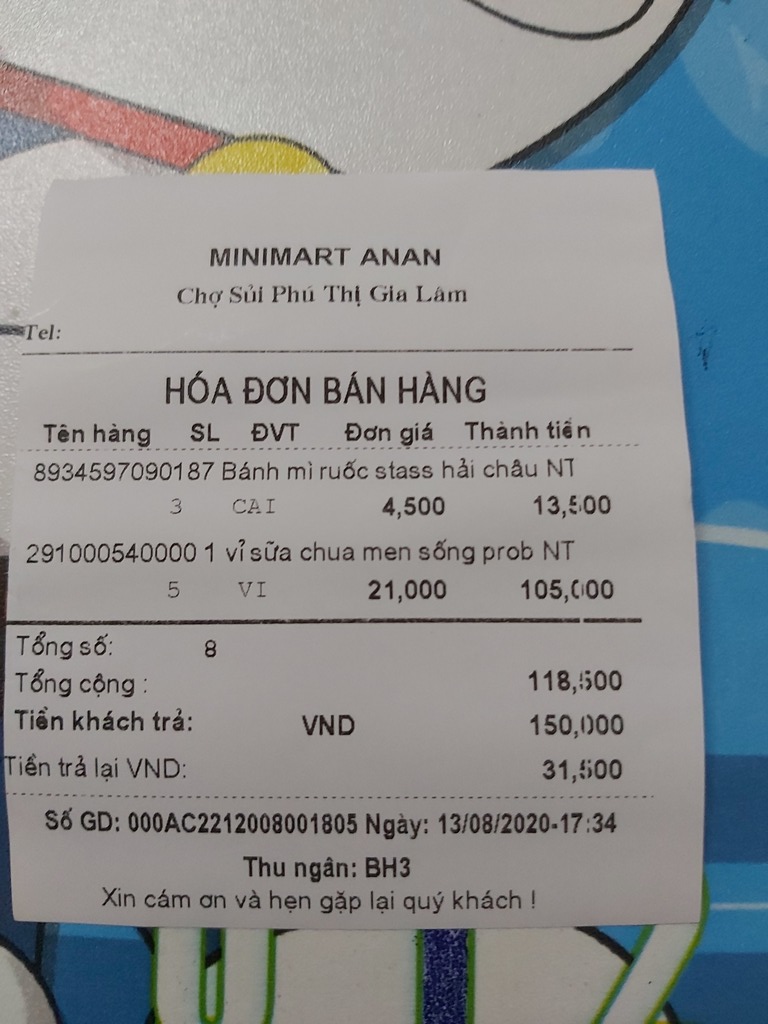 MINIMART ANAN
Chợ Sủi Phú Thị Gia Lâm
Tel:
HÓA ĐƠN BÁN HÀNG
Tên hàng SL ĐVT Đơn giá Thành tiền
8934597090187 Bánh mì ruốc stass hải châu NT
3 CAI 4,500 13,500
291000540000 1 vỉ sữa chua men sống prob NT
5 VI 21,000 105,000
Tổng số: 8
Tổng cộng : 118,500
Tiền khách trả: VND 150,000
Tiền trả lại VND: 31,500
Số GD: 000AC2212008001805 Ngày: 13/08/2020-17:34
Thu ngân: BH3
Xin cám ơn và hẹn gặp lại quý khách !